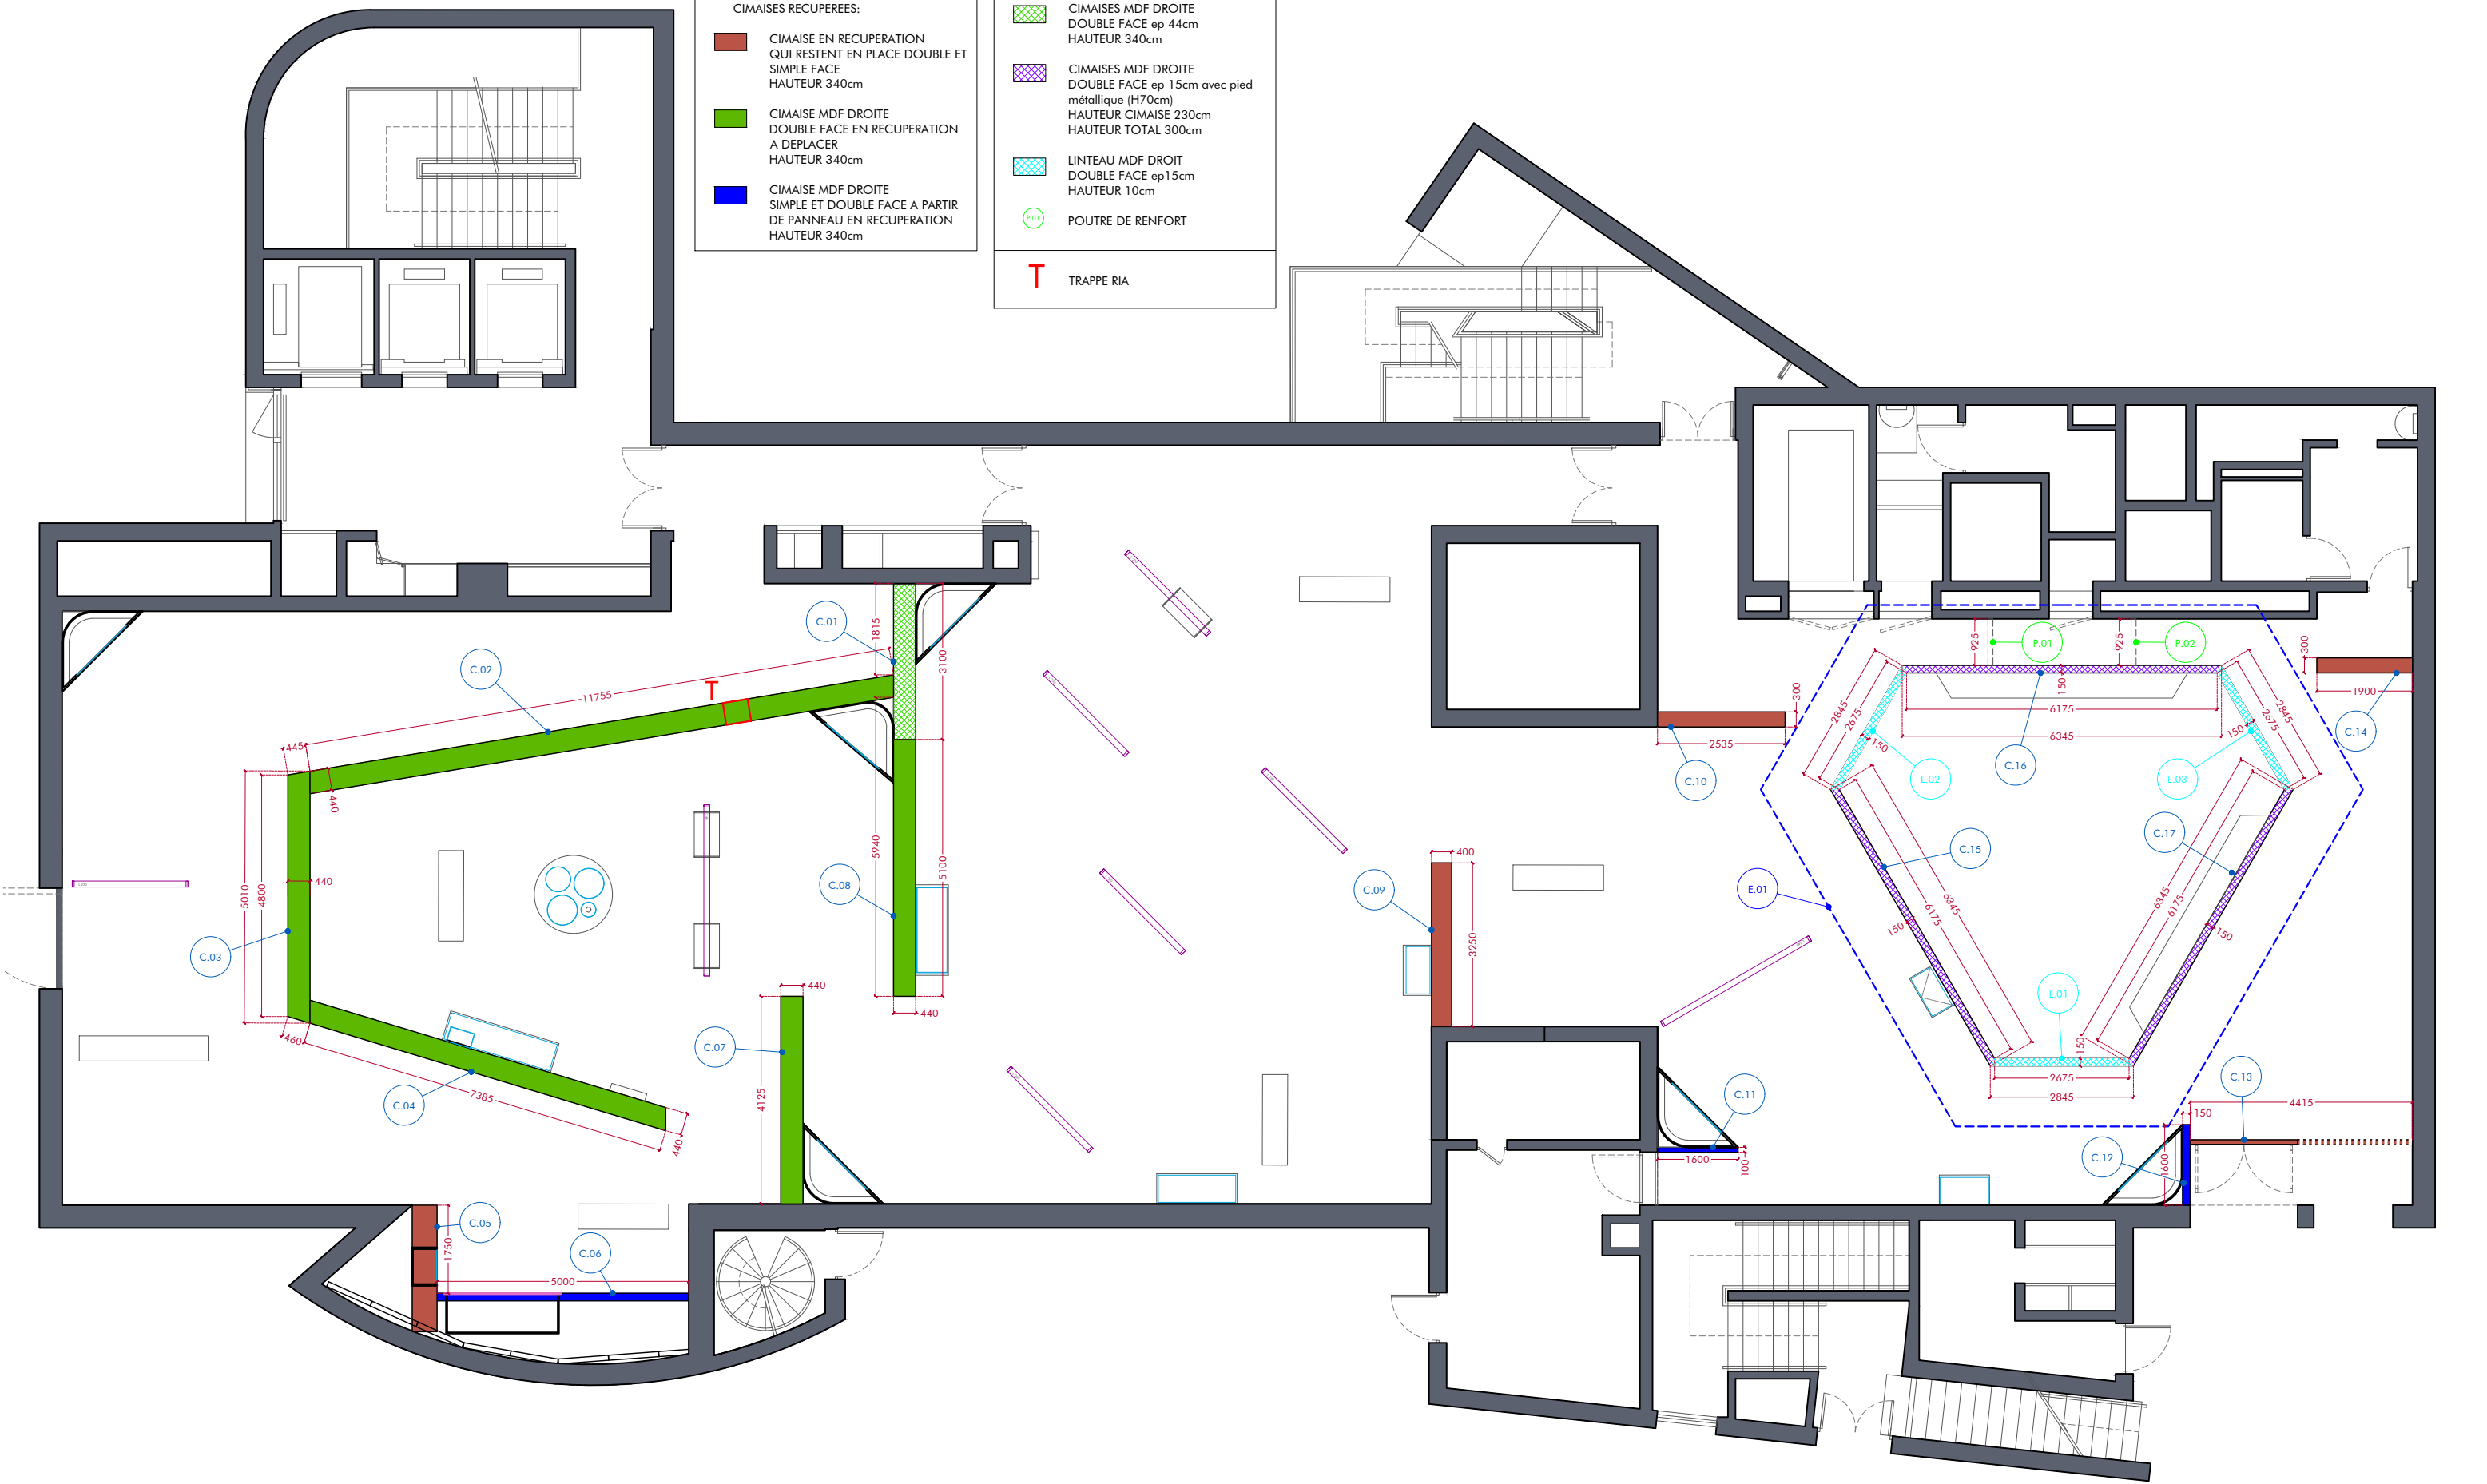 CIMAISES RECUPEREES:
CIMAISE EN RECUPERATION
QUI RESTENT EN PLACE DOUBLE ET
SIMPLE FACE
HAUTEUR 340cm
CIMAISE MDF DROITE
DOUBLE FACE EN RECUPERATION
A DEPLACER
HAUTEUR 340cm
CIMAISE MDF DROITE
SIMPLE ET DOUBLE FACE A PARTIR
DE PANNEAU EN RECUPERATION
HAUTEUR 340cm
CIMAISES MDF DROITE
DOUBLE FACE ep 44cm
HAUTEUR 340cm
CIMAISES MDF DROITE
DOUBLE FACE ep 15cm avec pied
métallique (H70cm)
HAUTEUR CIMAISE 230cm
HAUTEUR TOTAL 300cm
LINTEAU MDF DROIT
DOUBLE FACE ep15cm
HAUTEUR 10cm
P.01
POUTRE DE RENFORT
T
TRAPPE RIA
C.01
1815
3100
C.02
T
11755
445
440
5010
4800
440
C.03
460
C.04
7385
440
C.05
1750
C.06
5000
C.07
4125
440
C.08
5940
5100
440
C.09
400
3250
C.10
2535
300
C.11
1600
100
C.12
1600
150
C.13
4415
C.14
1900
300
P.01
P.02
925
925
150
6175
6345
C.16
2845
2675
150
L.02
2845
2675
150
L.03
C.15
6345
6175
150
C.17
6345
6175
150
E.01
L.01
150
2675
2845